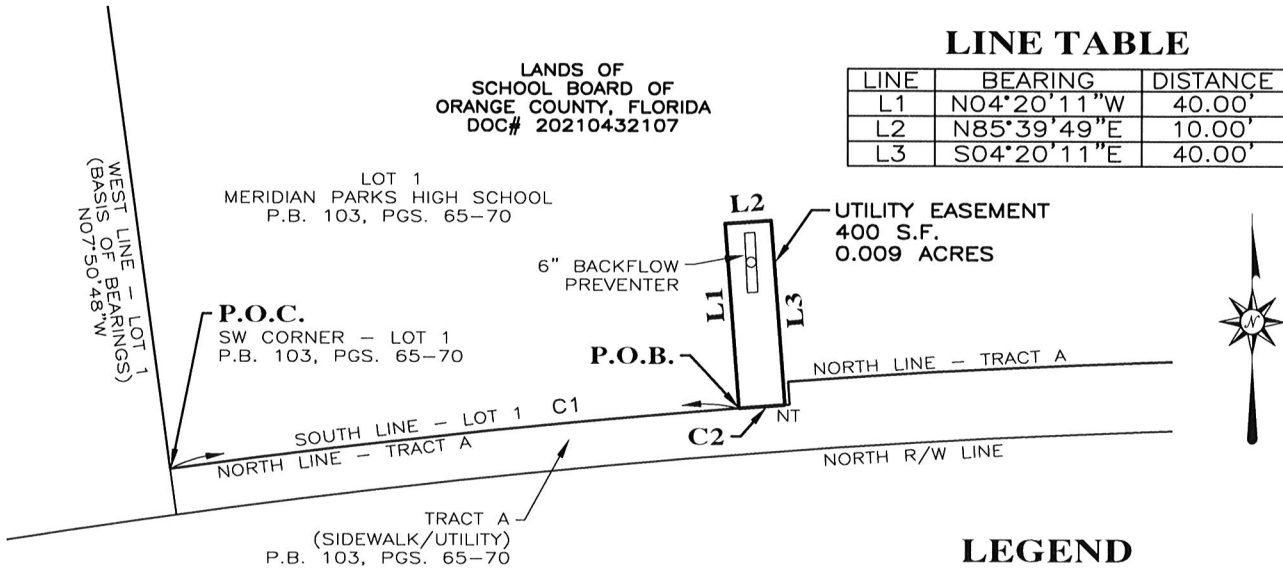 LINE TABLE
LINE BEARING DISTANCE
L1 N04°20'11"W 40.00'
L2 N85°39'49"E 10.00'
L3 S04°20'11"E 40.00'
LANDS OF
SCHOOL BOARD OF
ORANGE COUNTY, FLORIDA
DOC# 20210432107
LOT 1
MERIDIAN PARKS HIGH SCHOOL
P.B. 103, PGS. 65-70
WEST LINE - LOT 1
(BASIS OF BEARINGS)
N07°50'48"W
L2
UTILITY EASEMENT
400 S.F.
0.009 ACRES
6" BACKFLOW
PREVENTER
L1
L3
P.O.C.
SW CORNER - LOT 1
P.B. 103, PGS. 65-70
P.O.B.
NORTH LINE - TRACT A
N
SOUTH LINE - LOT 1
C1
NORTH LINE - TRACT A
C2
NT
NORTH R/W LINE
TRACT A
(SIDEWALK/UTILITY)
P.B. 103, PGS. 65-70
LEGEND